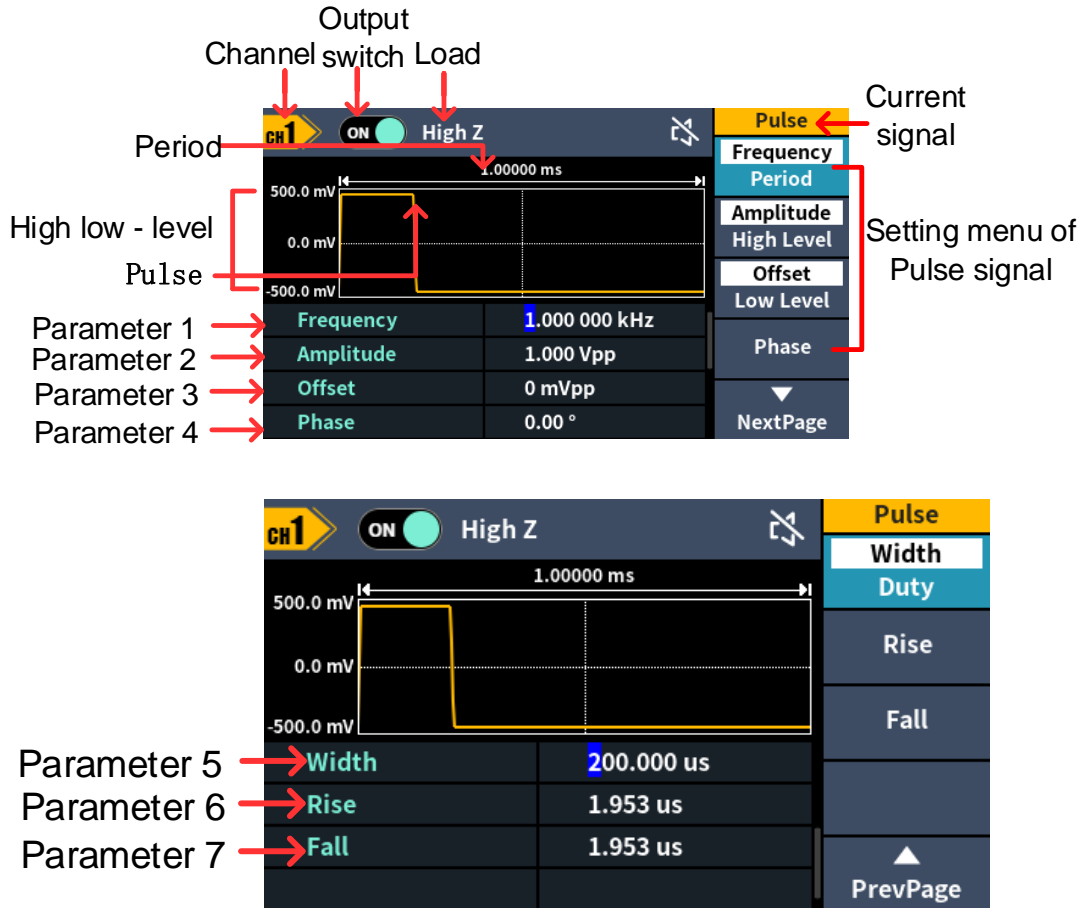 Output
Channel switch Load
Current
signal
CH1 ON High Z
Pulse
Period
1.00000 ms
Frequency
Period
500.0 mV
Amplitude
High Level
High low - level
0.0 mV
Setting menu of
Pulse signal
Pulse
Offset
Low Level
-500.0 mV
Parameter 1
Frequency 1.000 000 kHz
Parameter 2
Amplitude 1.000 Vpp
Phase
Parameter 3
Offset 0 mVpp
Parameter 4
Phase 0.00 °
NextPage
CH1 ON High Z
Pulse
Width
Duty
1.00000 ms
500.0 mV
Rise
0.0 mV
Fall
-500.0 mV
Parameter 5
Width 200.000 us
Parameter 6
Rise 1.953 us
Parameter 7
Fall 1.953 us
PrevPage